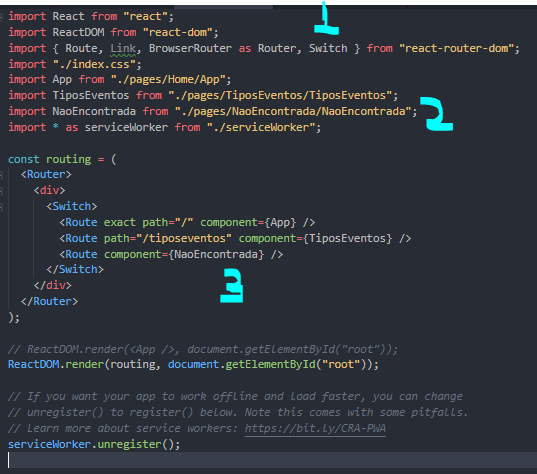 1
import React from "react";
import ReactDOM from "react-dom";
import { Route, Link, BrowserRouter as Router, Switch } from "react-router-dom";
import "./index.css";
import App from "./pages/Home/App";
import TiposEventos from "./pages/TiposEventos/TiposEventos";
import NaoEncontrada from "./pages/NaoEncontrada/NaoEncontrada"; 2
import * as serviceWorker from "./serviceWorker";
const routing = (
<Router>
<div>
<Switch>
<Route exact path="/" component={App} />
<Route path="/tiposeventos" component={TiposEventos} />
<Route component={NaoEncontrada} />
</Switch>
3
</div>
</Router>
);
// ReactDOM.render(<App />, document.getElementById("root"));
ReactDOM.render(routing, document.getElementById("root"));
// If you want your app to work offline and load faster, you can change
// unregister() to register() below. Note this comes with some pitfalls.
// Learn more about service workers: https://bit.ly/CRA-PWA
serviceWorker.unregister();